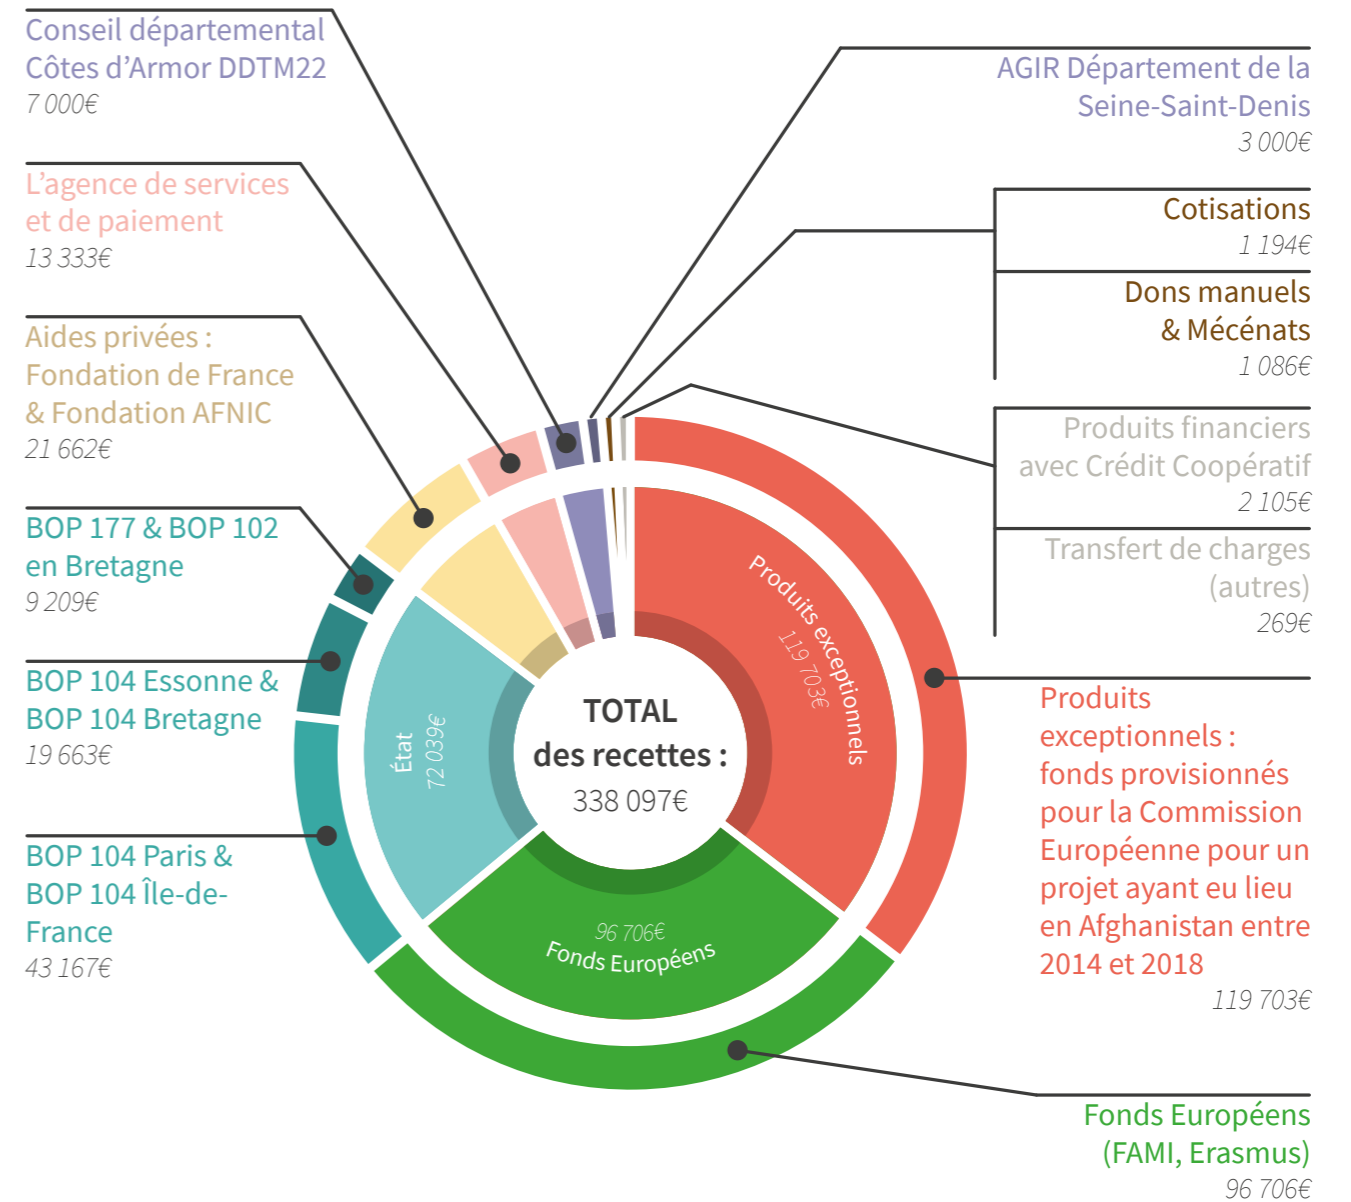 Conseil départemental
Côtes d’Armor DDTM22
7 000€
L’agence de services
et de paiement
13 333€
Aides privées :
Fondation de France
& Fondation AFNIC
21 662€
BOP 177 & BOP 102
en Bretagne
9 209€
BOP 104 Essonne &
BOP 104 Bretagne
19 663€
BOP 104 Paris &
BOP 104 Île-de-
France
43 167€
AGIR Département de la
Seine-Saint-Denis
3 000€
Cotisations
1 194€
Dons manuels
& Mécénats
1 086€
Produits financiers
avec Crédit Coopératif
2 105€
Transfert de charges
(autres)
269€
Produits
exceptionnels :
fonds provisionnés
pour la Commission
Européenne pour un
projet ayant eu lieu
en Afghanistan entre
2014 et 2018
119 703€
Fonds Européens
(FAMI, Erasmus)
96 706€
Produits exceptionnels
119 703€
État
72 039€
96 706€
Fonds Européens
TOTAL
des recettes :
338 097€